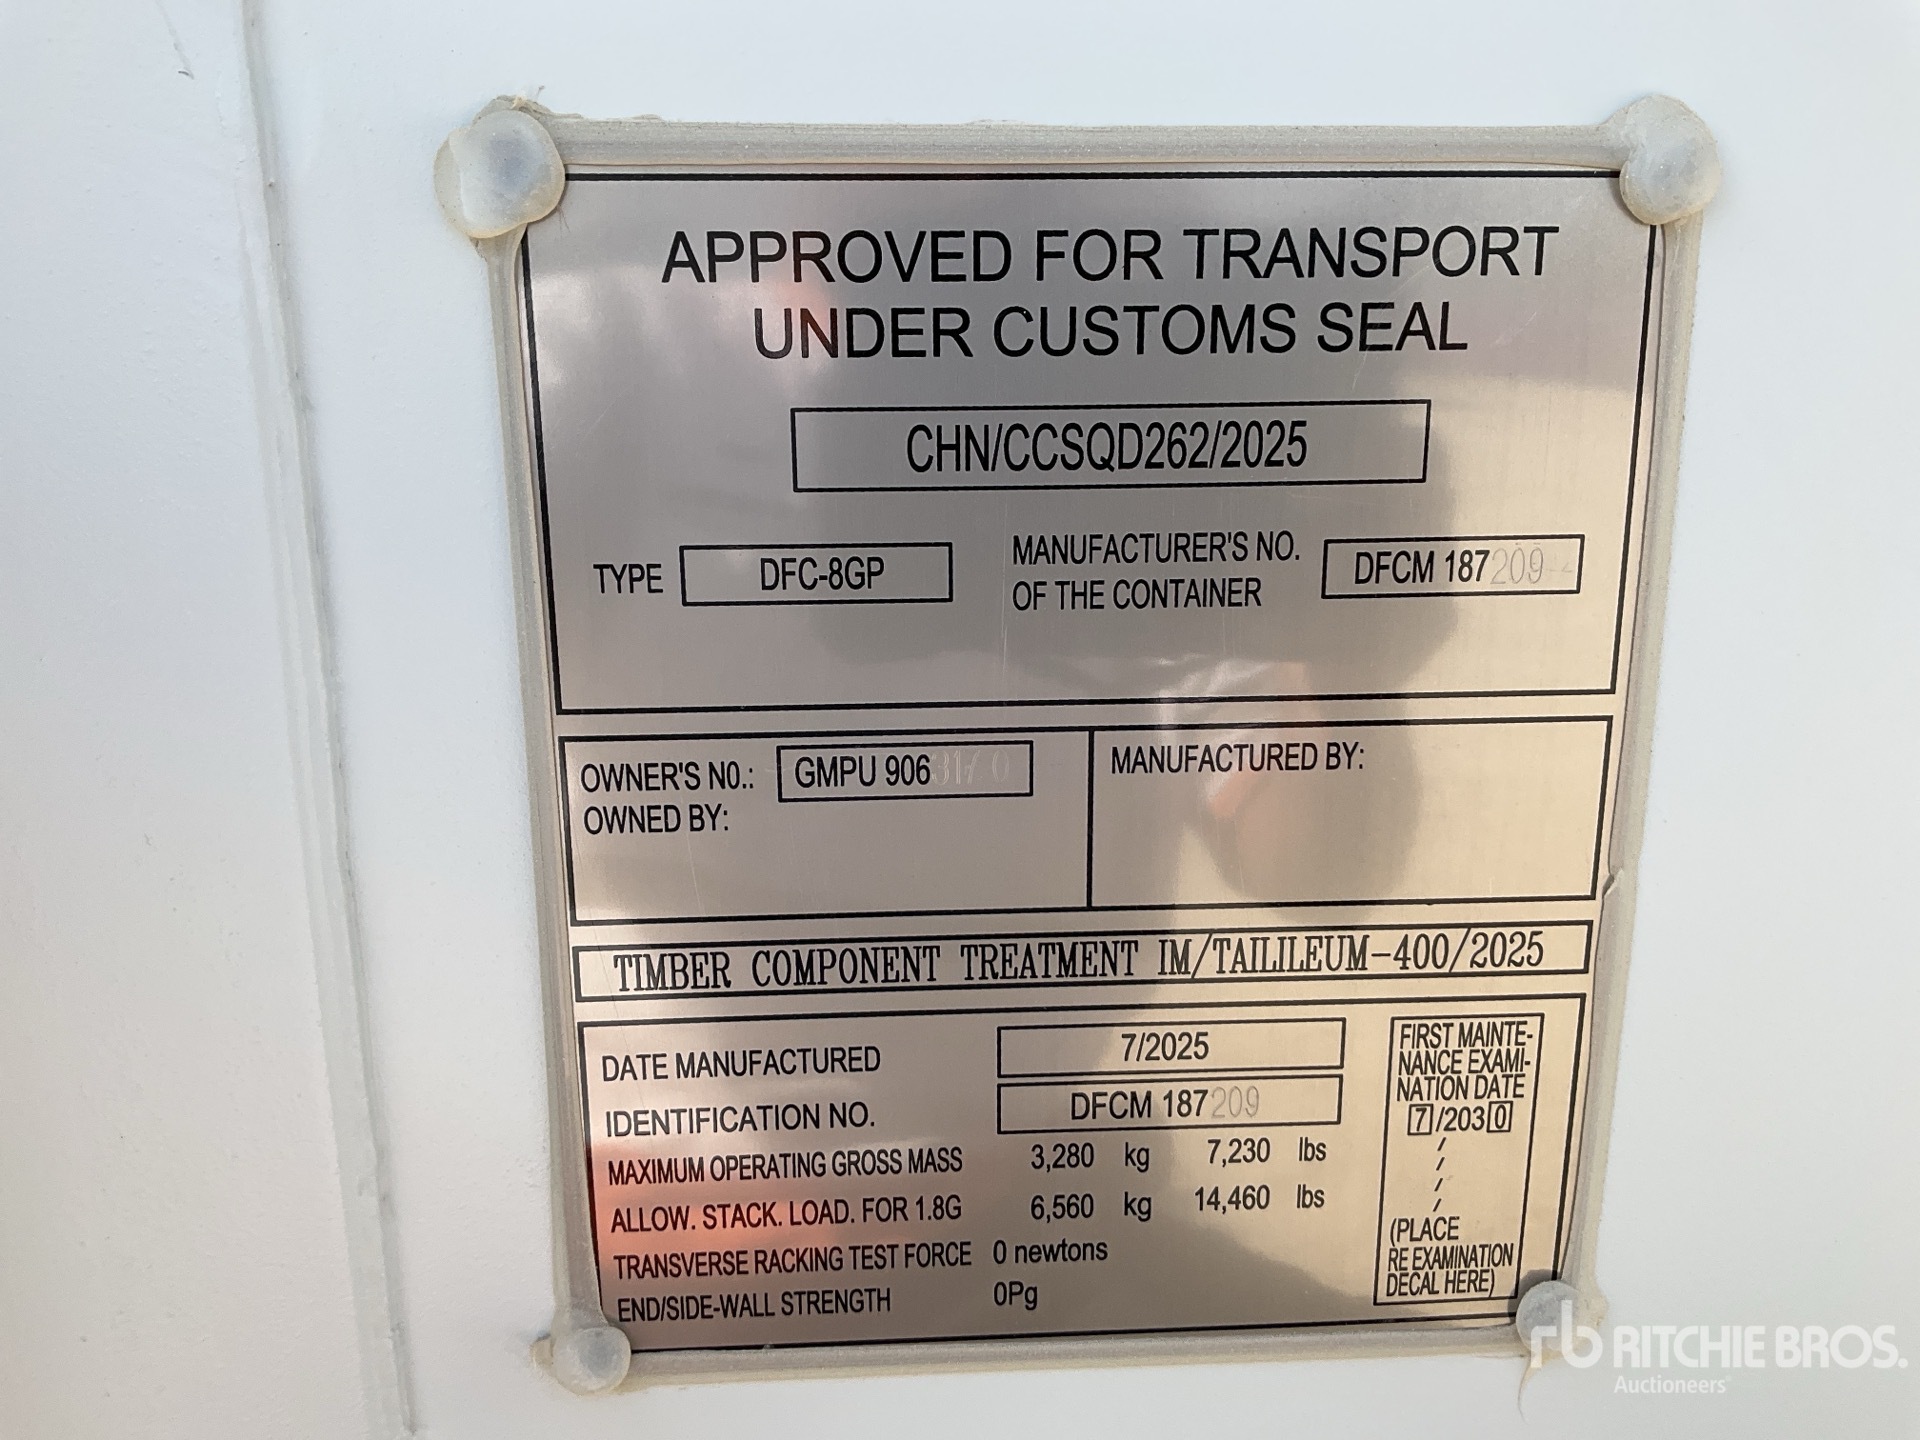 APPROVED FOR TRANSPORT
UNDER CUSTOMS SEAL
CHN/CCSQD262/2025
TYPE DFC-8GP
MANUFACTURER'S NO.
OF THE CONTAINER
DFCM 187209
OWNER'S NO.: GMPU 906
OWNED BY:
MANUFACTURED BY:
TIMBER COMPONENT TREATMENT IM/TAILILEUM-400/2025
DATE MANUFACTURED 7/2025
IDENTIFICATION NO. DFCM 187209
MAXIMUM OPERATING GROSS MASS 3,280 kg 7,230 lbs
ALLOW. STACK. LOAD. FOR 1.8G 6,560 kg 14,460 lbs
TRANSVERSE RACKING TEST FORCE 0 newtons
END/SIDE-WALL STRENGTH 0Pg
FIRST MAINTE-
NANCE EXAMI-
NATION DATE
7/2030
/
/
/
/
(PLACE
RE EXAMINATION
DECAL HERE)
rb RITCHIE BROS.
Auctioneers